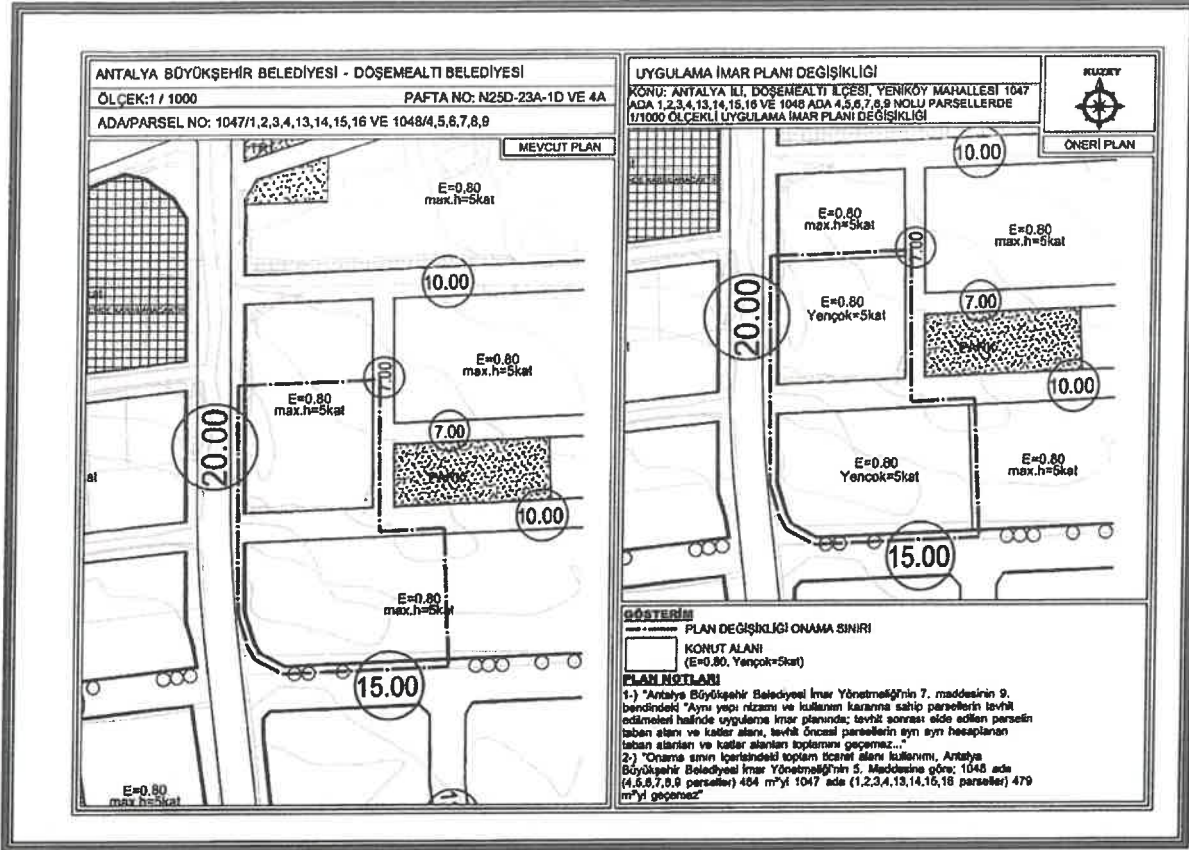 ANTALYA BÜYÜKŞEHİR BELEDİYESİ - DÖŞEMEALTI BELEDİYESİ
ÖLÇEK:1 / 1000 PAFTA NO: N25D-23A-1D VE 4A
ADA/PARSEL NO: 1047/1,2,3,4,13,14,15,16 VE 1048/4,5,6,7,8,9
MEVCUT PLAN
E=0.80
max.h=5kat
10.00
E=0.80
max.h=5kat
7.00
E=0.80
max.h=5kat
20.00
7.00
PARK
10.00
E=0.80
max.h=5kat
15.00
E=0.80
max.h=5kat
UYGULAMA İMAR PLANI DEĞİŞİKLİĞİ
KONU: ANTALYA İLİ, DÖŞEMEALTI İLÇESİ, YENİKÖY MAHALLESİ 1047
ADA 1,2,3,4,13,14,15,16 VE 1048 ADA 4,5,6,7,8,9 NOLU PARSELLERDE
1/1000 ÖLÇEKLİ UYGULAMA İMAR PLANI DEĞİŞİKLİĞİ
KUZEY
ÖNERİ PLAN
10.00
E=0.80
max.h=5kat
E=0.80
max.h=5kat
7.00
E=0.80
Yençok=5kat
20.00
7.00
PARK
10.00
E=0.80
Yençok=5kat
E=0.80
max.h=5kat
15.00
GÖSTERİM
PLAN DEĞİŞİKLİĞİ ONAMA SINIRI
KONUT ALANI
(E=0.80, Yençok=5kat)
PLAN NOTLARI
1-) "Antalya Büyükşehir Belediyesi İmar Yönetmeliği'nin 7. maddesinin 9.
bendindeki "Aynı yapı nizamı ve kullanım kararına sahip parsellerin tevhit
edilmeleri halinde uygulama imar planında; tevhit sonrası elde edilen parselin
taban alanı ve katlar alanı, tevhit öncesi parsellerin ayrı ayrı hesaplanan
taban alanları ve katlar alanları toplamını geçemez..."
2-) "Onama sınırı içerisindeki toplam ticaret alanı kullanımı, Antalya
Büyükşehir Belediyesi İmar Yönetmeliği'nin 5. Maddesine göre; 1048 ada
(4,5,6,7,8,9 parseller) 464 m²'yi 1047 ada (1,2,3,4,13,14,15,16 parseller) 479
m²'yi geçemez"